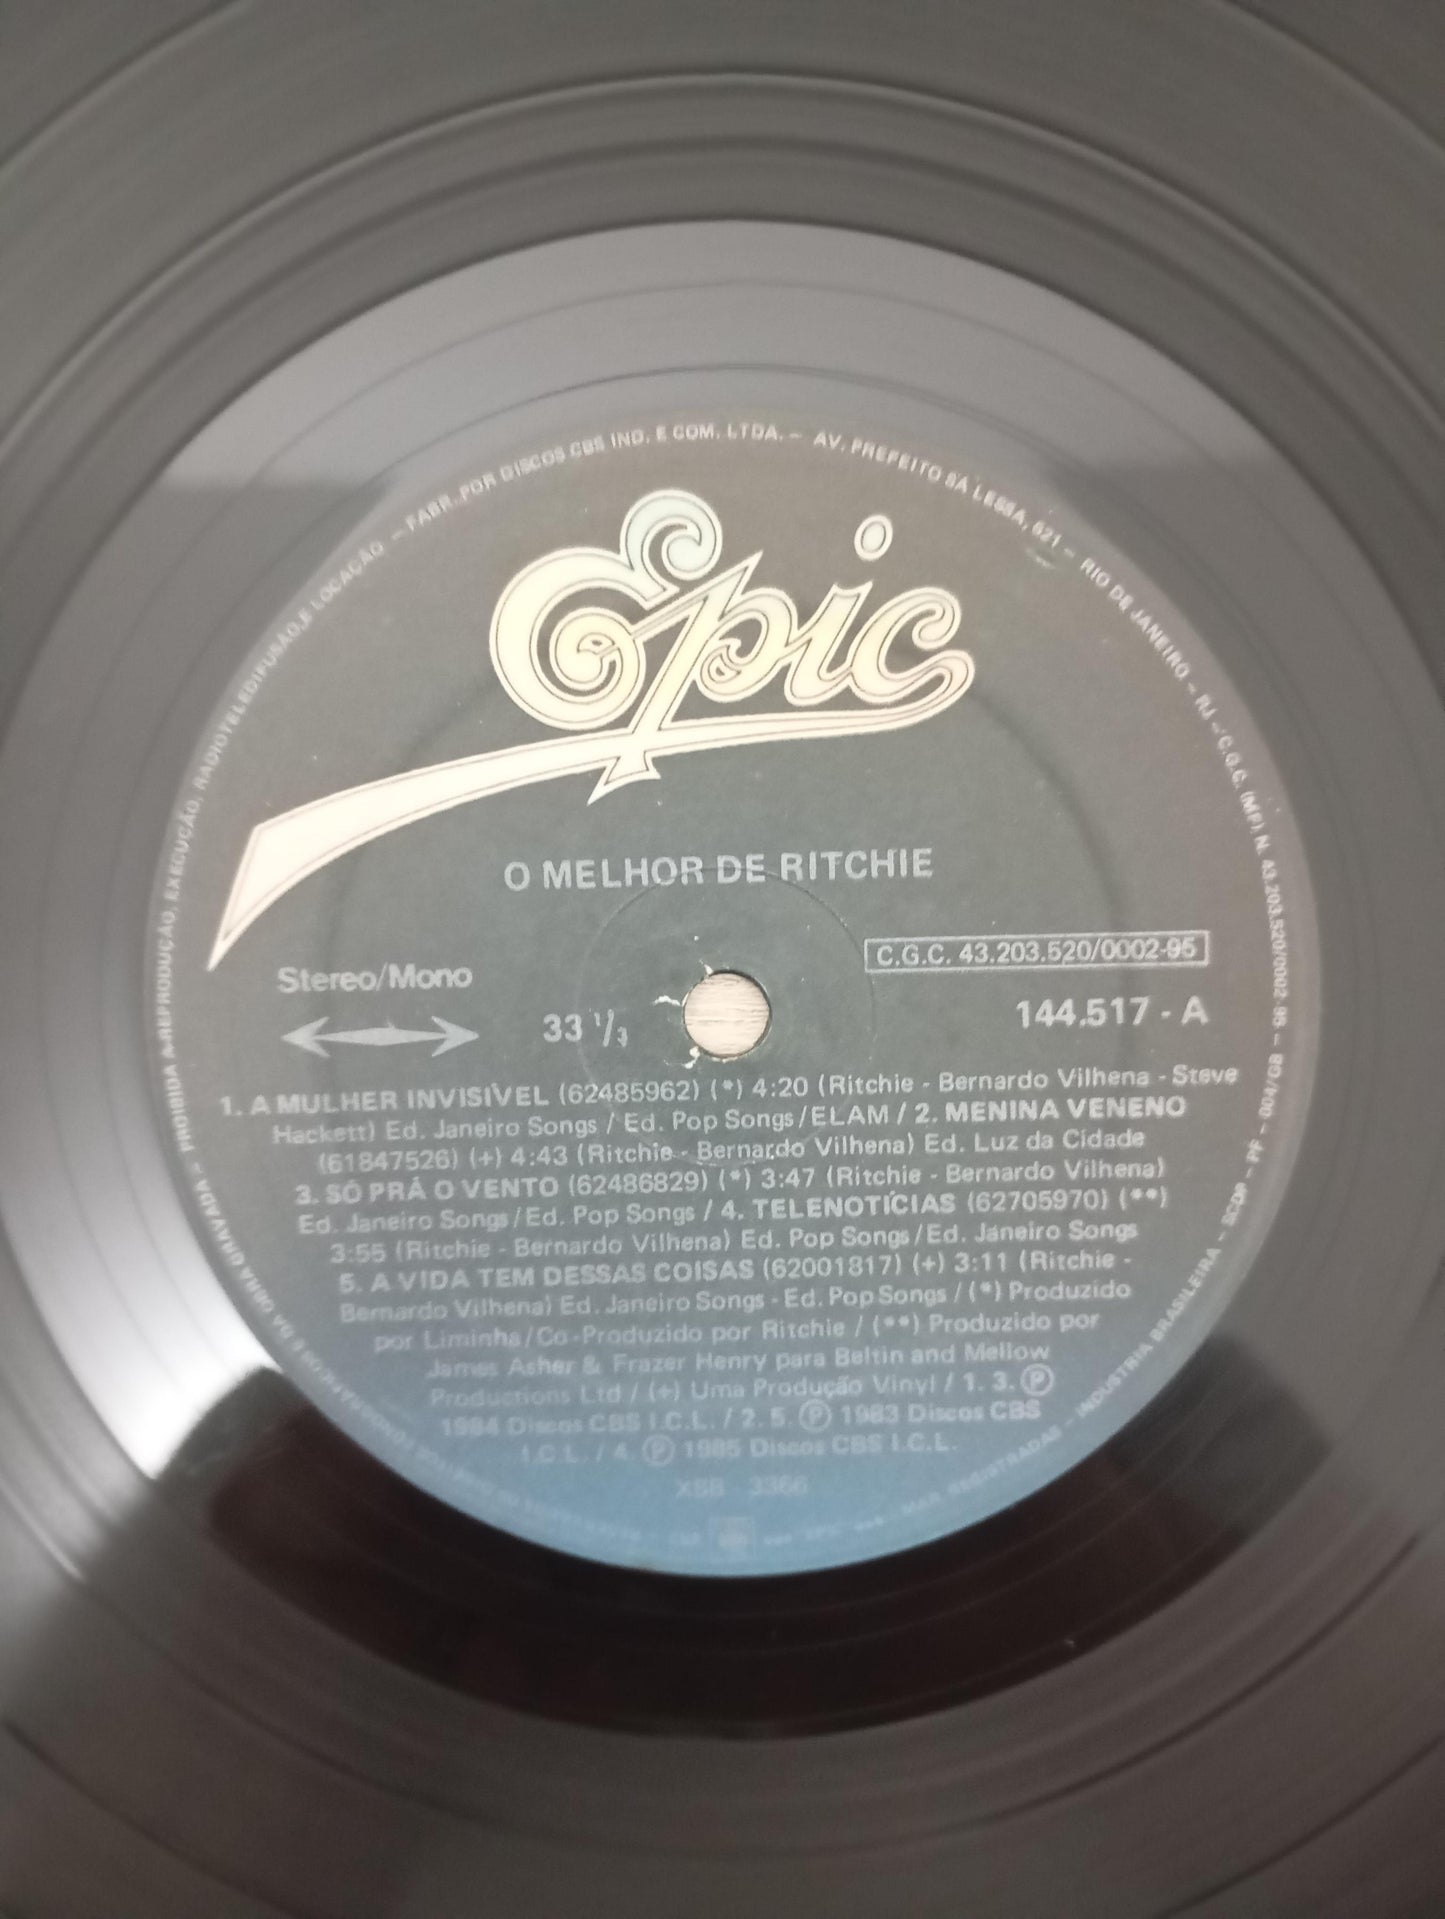 FABR. POR DISCOS CBS IND. E COM. LTDA. - AV. PREFEITO SÁ LESSA, 621 - RIO DE JANEIRO - RJ - C.G.C. (MF) N. 43.203.520/0002-95 - SCDP - PF - 004/GB - INDÚSTRIA BRASILEIRA
PROIBIDA A REPRODUÇÃO, EXECUÇÃO, RADIOTELEDIFUSÃO E LOCAÇÃO
Epic
O MELHOR DE RITCHIE
Stereo/Mono
C.G.C. 43.203.520/0002-95
33 1/3
144.517 - A
1. A MULHER INVISÍVEL (62485962) (*) 4:20 (Ritchie - Bernardo Vilhena - Steve
Hackett) Ed. Janeiro Songs / Ed. Pop Songs/ELAM / 2. MENINA VENENO
(61847526) (+) 4:43 (Ritchie - Bernardo Vilhena) Ed. Luz da Cidade
3. SÓ PRÁ O VENTO (62486829) (*) 3:47 (Ritchie - Bernardo Vilhena)
Ed. Janeiro Songs/Ed. Pop Songs / 4. TELENOTÍCIAS (62705970) (**)
3:55 (Ritchie - Bernardo Vilhena) Ed. Pop Songs/Ed. Janeiro Songs
5. A VIDA TEM DESSAS COISAS (62001817) (+) 3:11 (Ritchie -
Bernardo Vilhena) Ed. Janeiro Songs - Ed. Pop Songs / (*) Produzido
por Liminha/Co-Produzido por Ritchie / (**) Produzido por
James Asher & Frazer Henry para Beltin and Mellow
Productions Ltd / (+) Uma Produção Vinyl / 1. 3. Ⓟ
1984 Discos CBS I.C.L. / 2. 5. Ⓟ 1983 Discos CBS
I.C.L. / 4. Ⓟ 1985 Discos CBS I.C.L.
XSB - 3366